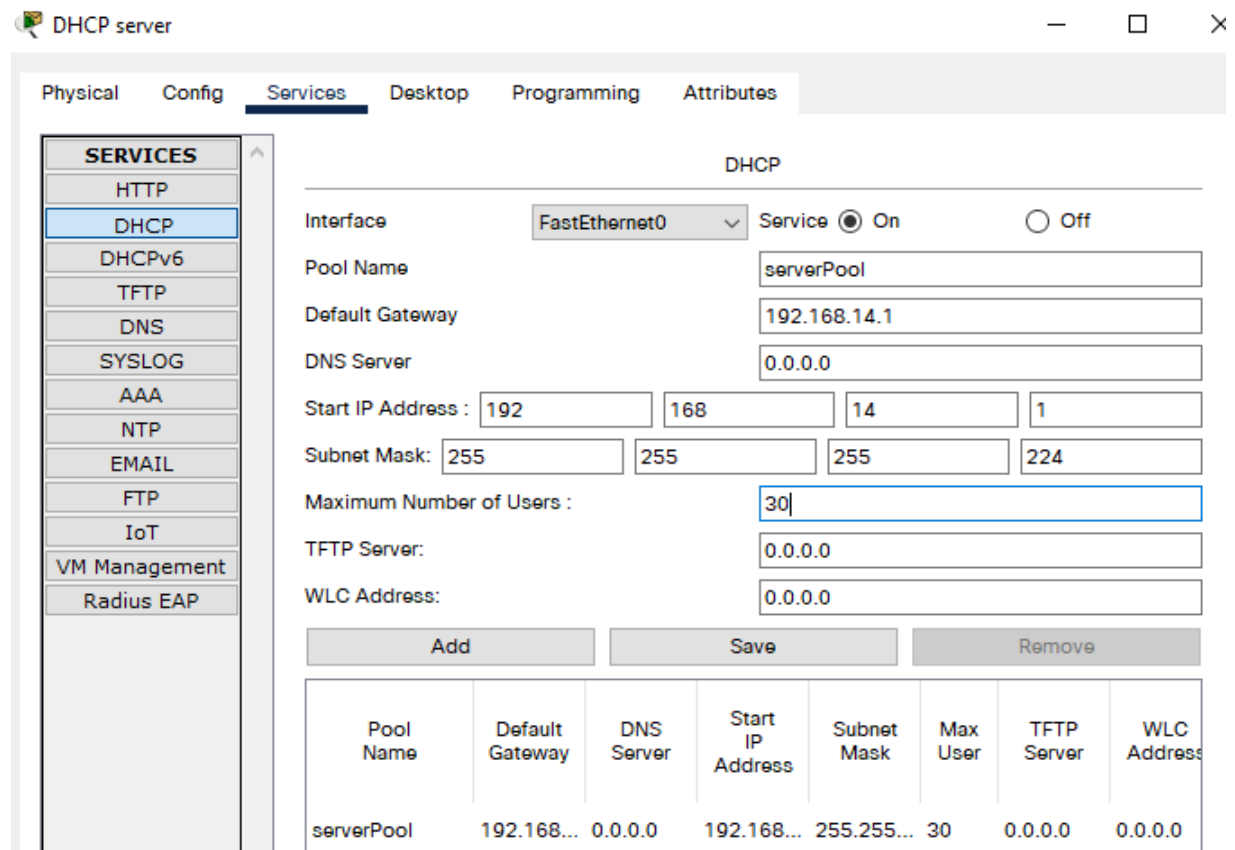 DHCP server
Physical Config Services Desktop Programming Attributes
SERVICES
HTTP
DHCP
DHCPv6
TFTP
DNS
SYSLOG
AAA
NTP
EMAIL
FTP
IoT
VM Management
Radius EAP
DHCP
Interface FastEthernet0 Service On Off
Pool Name serverPool
Default Gateway 192.168.14.1
DNS Server 0.0.0.0
Start IP Address : 192 168 14 1
Subnet Mask: 255 255 255 224
Maximum Number of Users : 30
TFTP Server: 0.0.0.0
WLC Address: 0.0.0.0
Add Save Remove
Pool Name Default Gateway DNS Server Start IP Address Subnet Mask Max User TFTP Server WLC Address
serverPool 192.168... 0.0.0.0 192.168... 255.255... 30 0.0.0.0 0.0.0.0